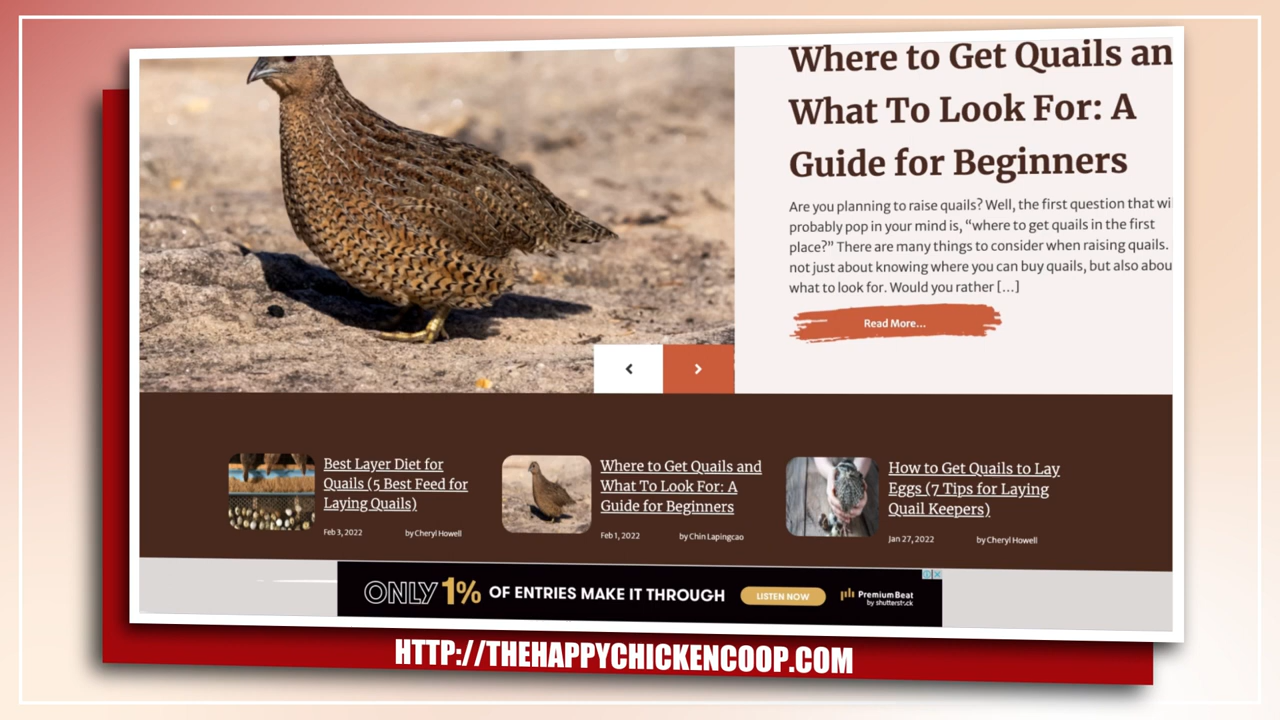 Where to Get Quails an
What To Look For: A
Guide for Beginners
Are you planning to raise quails? Well, the first question that wi
probably pop in your mind is, “where to get quails in the first
place?” There are many things to consider when raising quails.
not just about knowing where you can buy quails, but also abou
what to look for. Would you rather [...]
Read More...
Best Layer Diet for
Quails (5 Best Feed for
Laying Quails)
Feb 3, 2022 by Cheryl Howell
Where to Get Quails and
What To Look For: A
Guide for Beginners
Feb 1, 2022 by Chin Lapingcao
How to Get Quails to Lay
Eggs (7 Tips for Laying
Quail Keepers)
Jan 27, 2022 by Cheryl Howell
ONLY 1% OF ENTRIES MAKE IT THROUGH
LISTEN NOW
PremiumBeat
by shutterstock
HTTP://THEHAPPYCHICKENCOOP.COM